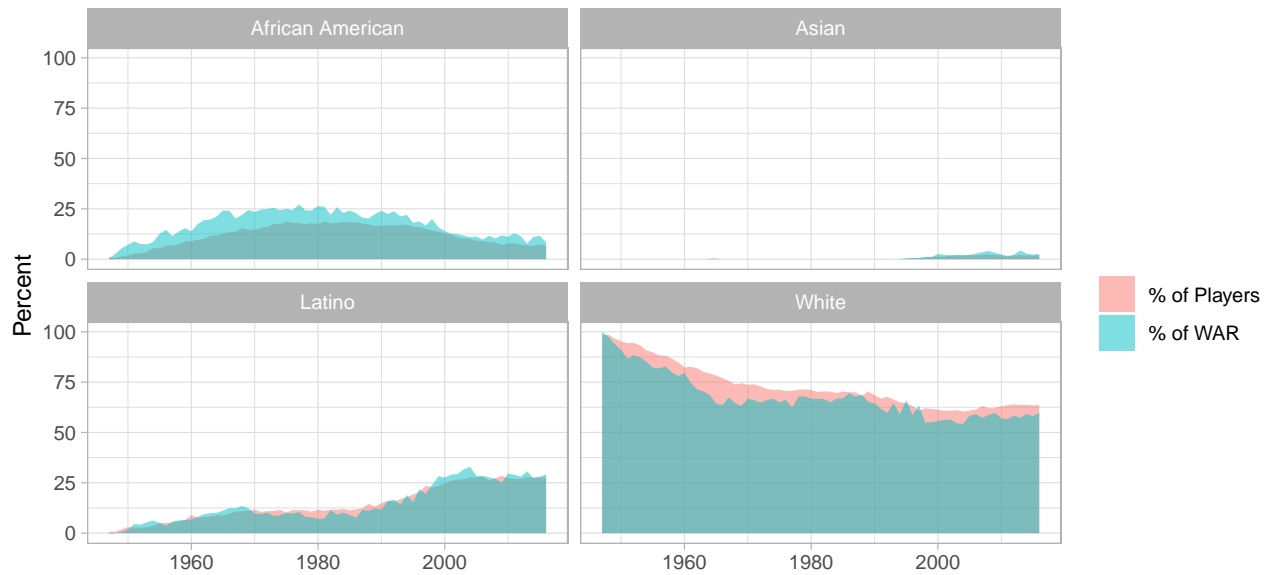 African American
Asian
100
75
50
25
0
Latino
White
100
75
50
25
0
Percent
1960
1980
2000
1960
1980
2000
% of Players
% of WAR